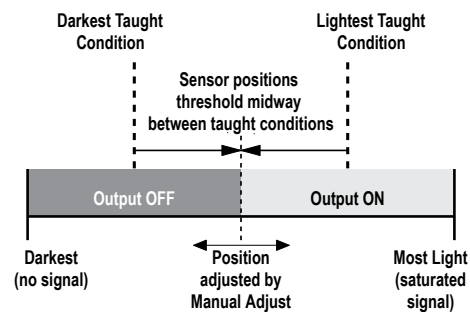 Darkest Taught
Condition
Lightest Taught
Condition
Sensor positions
threshold midway
between taught conditions
Output OFF
Output ON
Darkest
(no signal)
Position
adjusted by
Manual Adjust
Most Light
(saturated
signal)